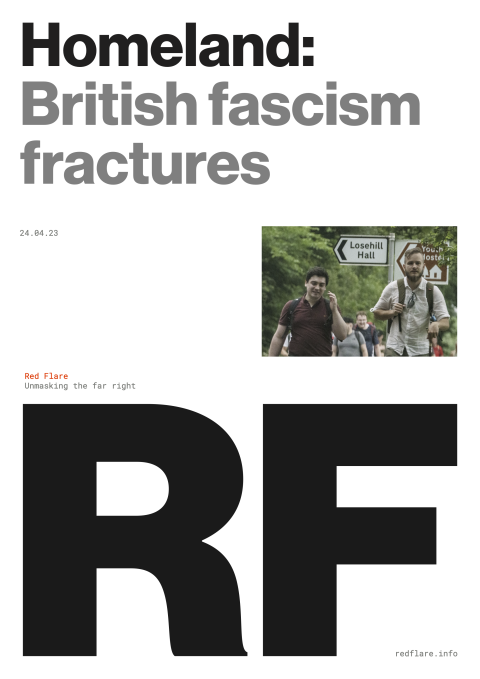 Homeland:
British fascism
fractures
24.04.23
Losehill
Hall
Youth
Hostel
Red Flare
Unmasking the far right
RF
redflare.info